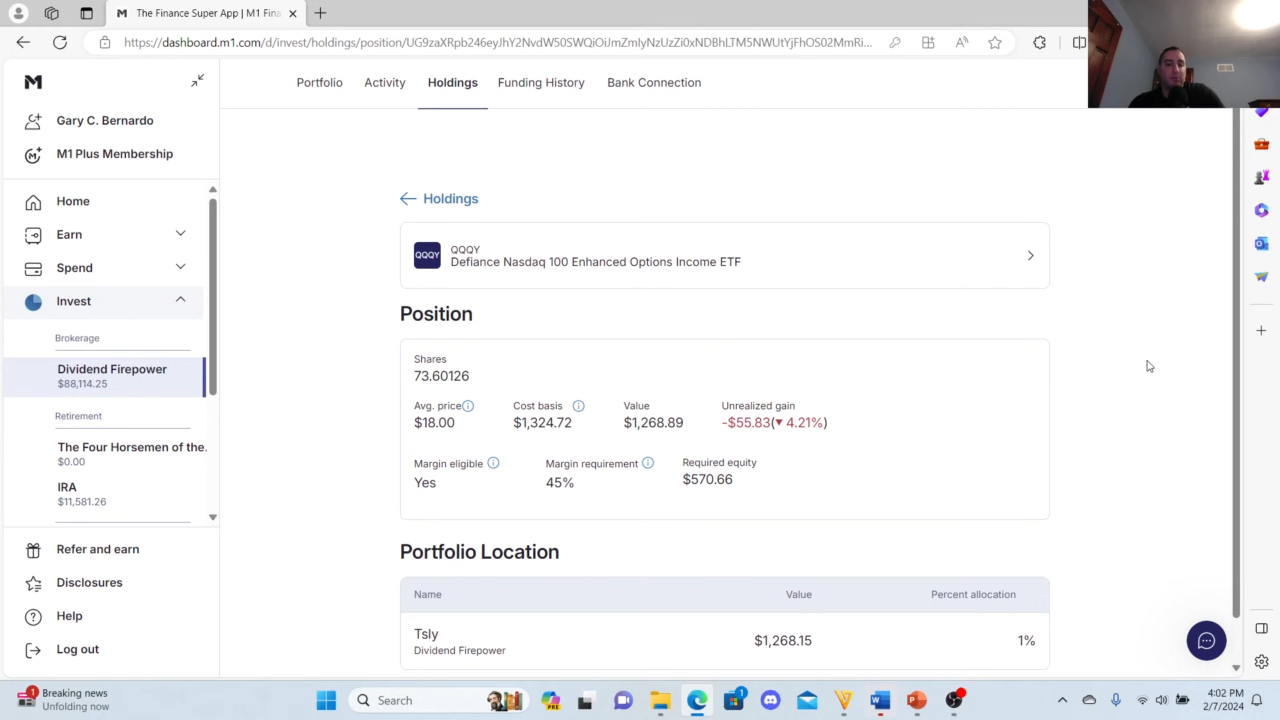 The Finance Super App | M1 Fina
https://dashboard.m1.com/d/invest/holdings/position/UG9zaXRpb246eyJhY2NvdW50SWQiOiJmZmIyNzUzZi0xNDBhLTM5NWUtYjFhOS02MmRi...
M1
Gary C. Bernardo
M1 Plus Membership
Home
Earn
Spend
Invest
Brokerage
Dividend Firepower
$88,114.25
Retirement
The Four Horsemen of the.
$0.00
IRA
$11,581.26
Refer and earn
Disclosures
Help
Log out
Portfolio
Activity
Holdings
Funding History
Bank Connection
Holdings
QQQY
QQQY
Defiance Nasdaq 100 Enhanced Options Income ETF
Position
Shares
73.60126
Avg. price Cost basis Value Unrealized gain
$18.00 $1,324.72 $1,268.89 -$55.83(▼ 4.21%)
Margin eligible Margin requirement Required equity
Yes 45% $570.66
Portfolio Location
Name Value Percent allocation
Tsly $1,268.15 1%
Dividend Firepower
1
Breaking news
Unfolding now
Search
PRE
1
4:02 PM
2/7/2024